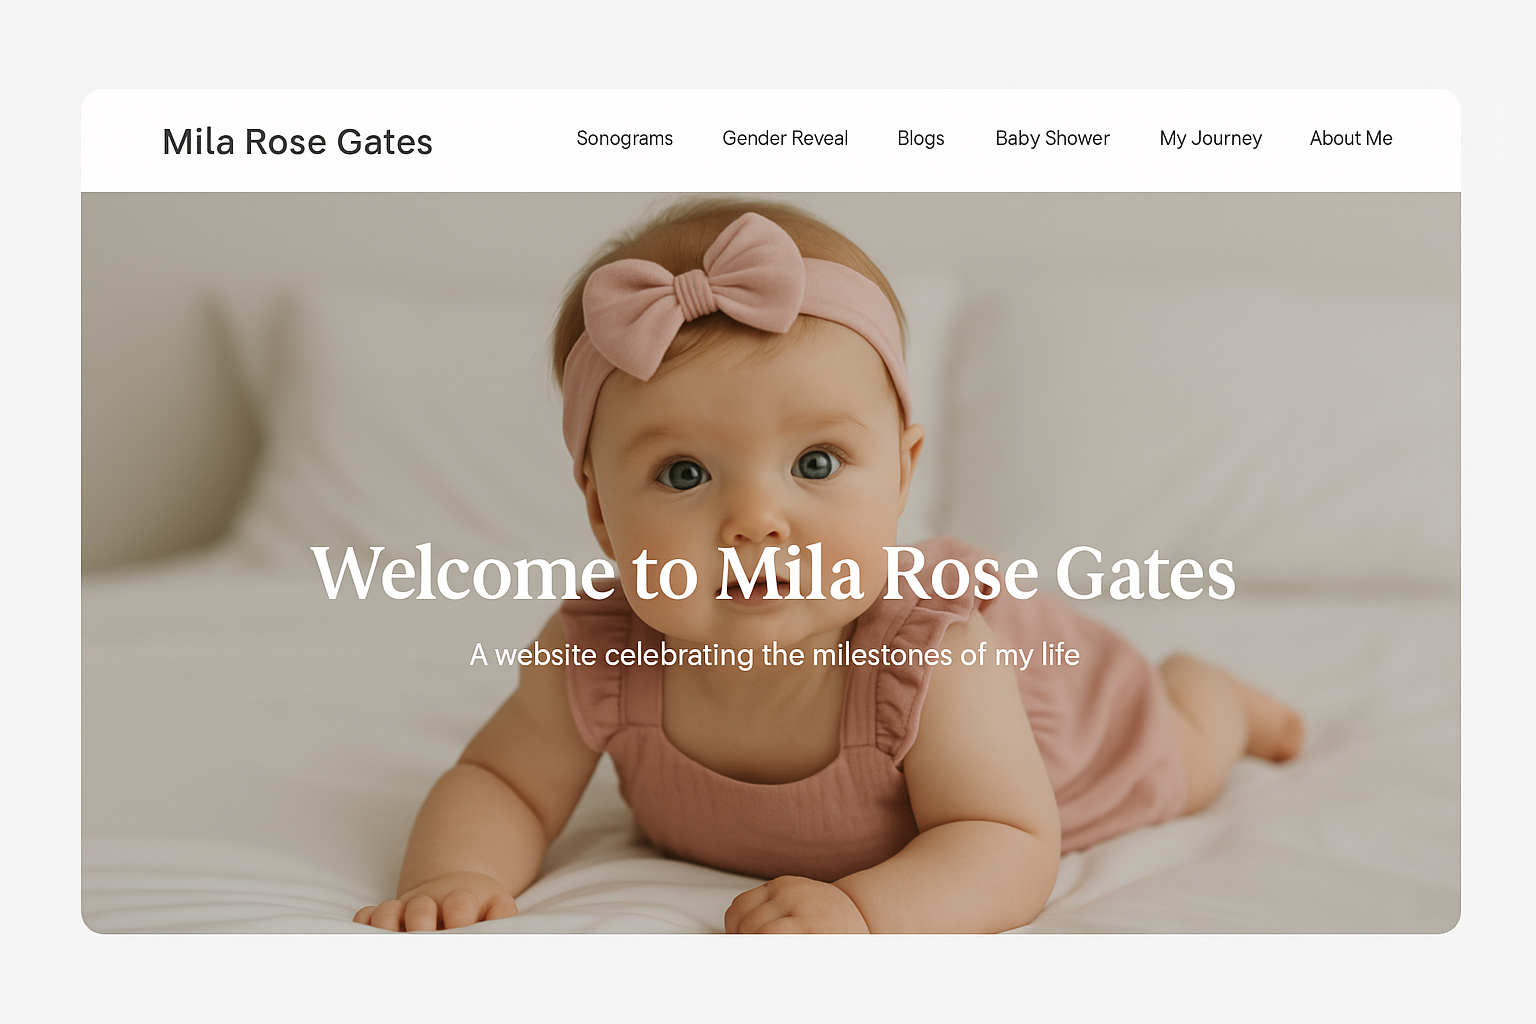 Mila Rose Gates
Sonograms Gender Reveal Blogs Baby Shower My Journey About Me
Welcome to Mila Rose Gates
A website celebrating the milestones of my life